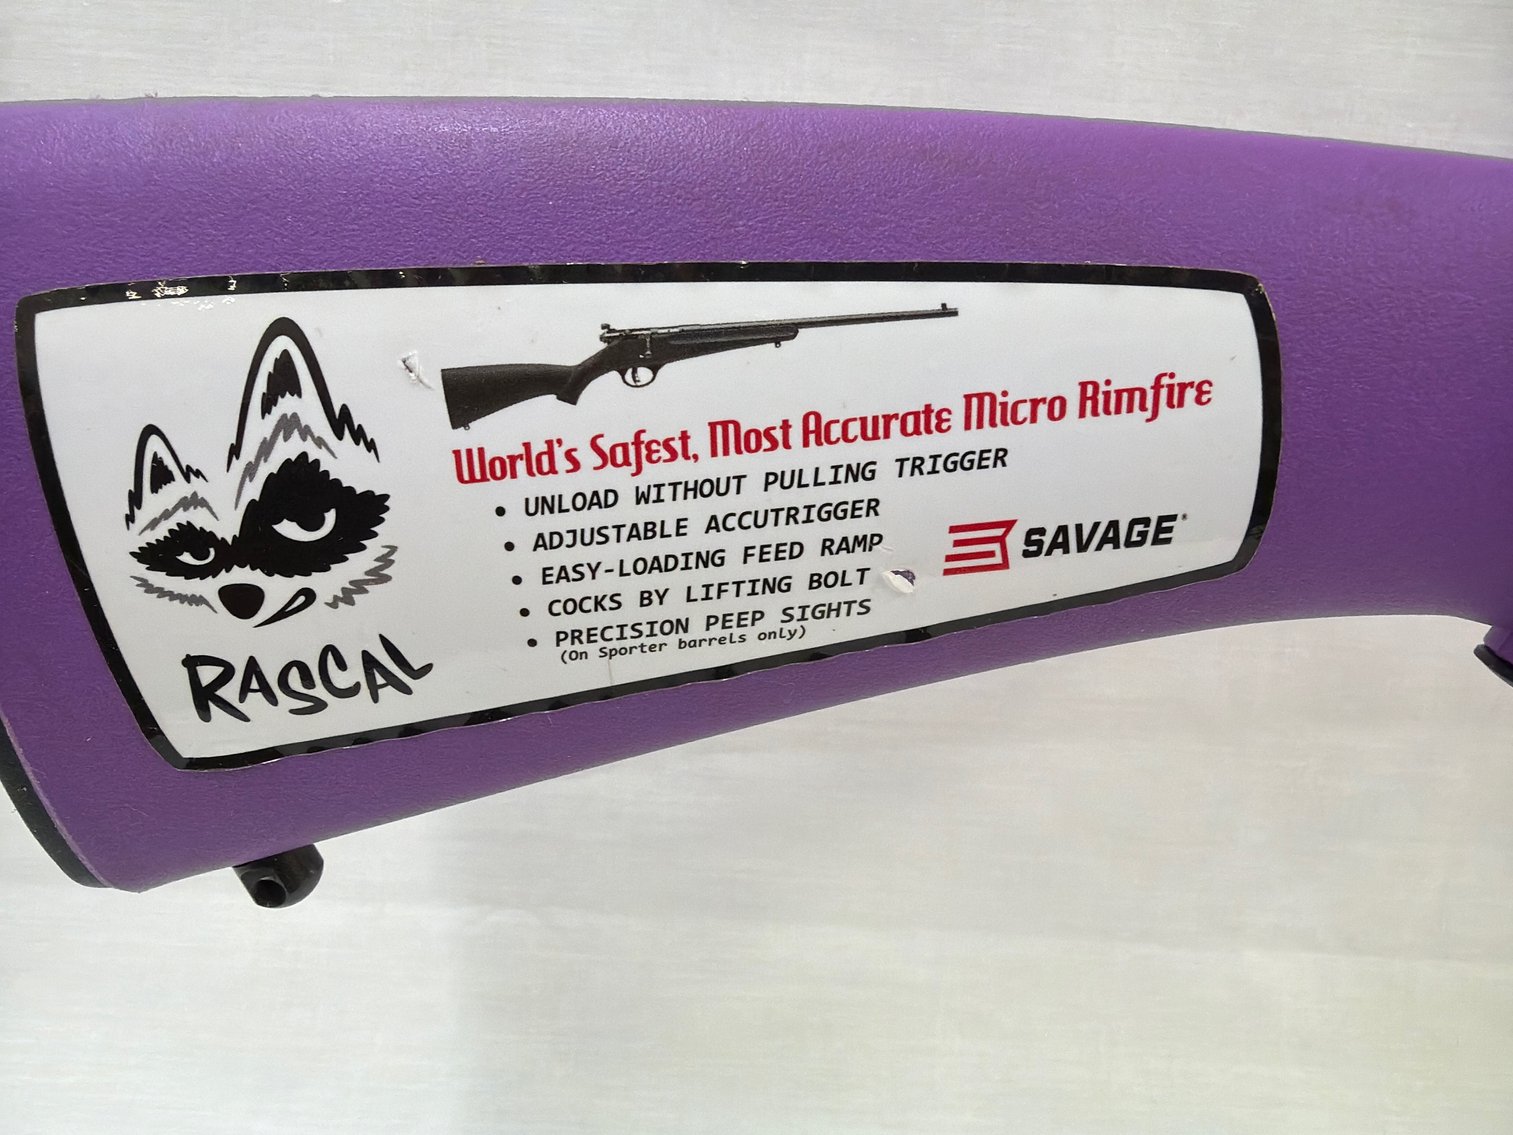 World's Safest, Most Accurate Micro Rimfire
• UNLOAD WITHOUT PULLING TRIGGER
• ADJUSTABLE ACCUTRIGGER
• EASY-LOADING FEED RAMP
• COCKS BY LIFTING BOLT
• PRECISION PEEP SIGHTS
(On Sporter barrels only)
SAVAGE®
RASCAL